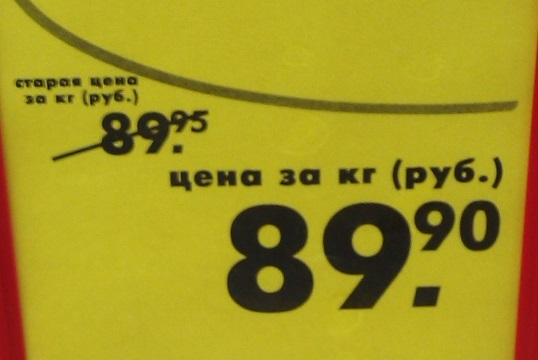 старая цена
за кг (руб.)
89.95
цена за кг (руб.)
89.90